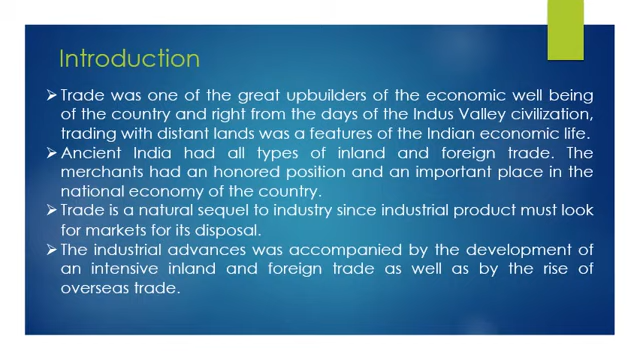 Introduction
➢Trade was one of the great upbuilders of the economic well being
of the country and right from the days of the Indus Valley civilization,
trading with distant lands was a features of the Indian economic life.
➢Ancient India had all types of inland and foreign trade. The
merchants had an honored position and an important place in the
national economy of the country.
➢Trade is a natural sequel to industry since industrial product must look
for markets for its disposal.
➢The industrial advances was accompanied by the development of
an intensive inland and foreign trade as well as by the rise of
overseas trade.